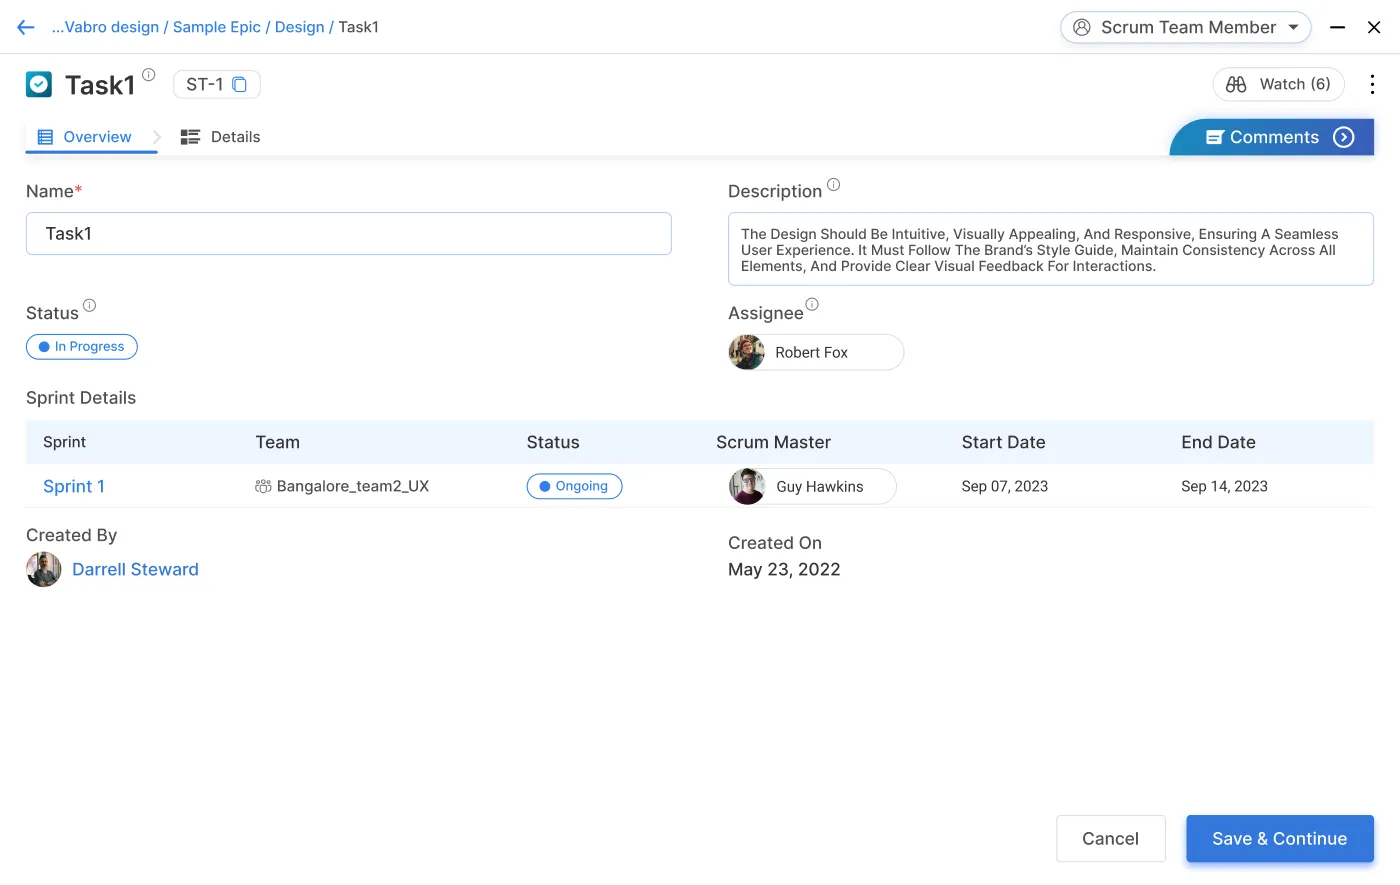 ...Vabro design / Sample Epic / Design / Task1
Scrum Team Member
Task1
ST-1
Watch (6)
Overview
Details
Comments
Name*
Description
Task1
The Design Should Be Intuitive, Visually Appealing, And Responsive, Ensuring A Seamless
User Experience. It Must Follow The Brand’s Style Guide, Maintain Consistency Across All
Elements, And Provide Clear Visual Feedback For Interactions.
Status
Assignee
In Progress
Robert Fox
Sprint Details
Sprint Team Status Scrum Master Start Date End Date
Sprint 1 Bangalore_team2_UX Ongoing Guy Hawkins Sep 07, 2023 Sep 14, 2023
Created By
Created On
Darrell Steward
May 23, 2022
Cancel
Save & Continue